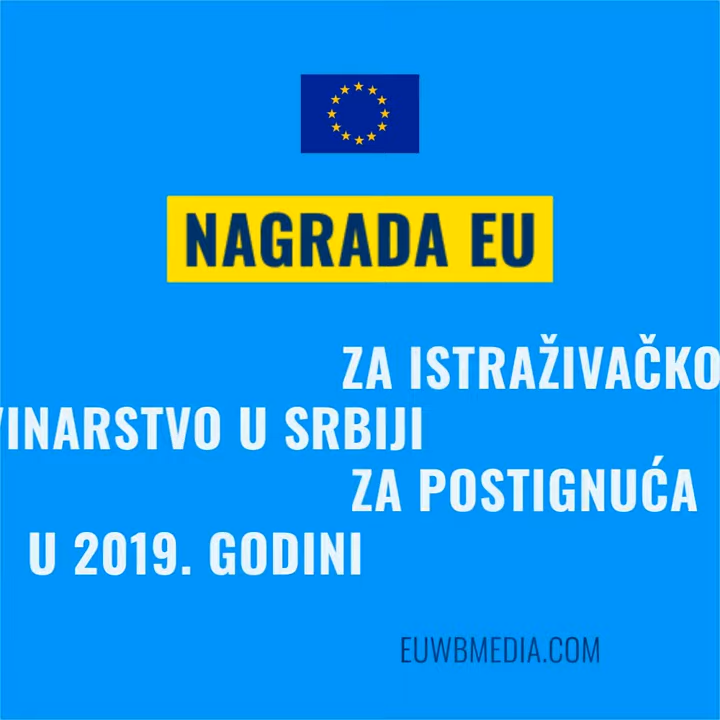 NAGRADA EU
ZA ISTRAŽIVAČKO
VINARSTVO U SRBIJI
ZA POSTIGNUĆA
U 2019. GODINI
EUWBMEDIA.COM